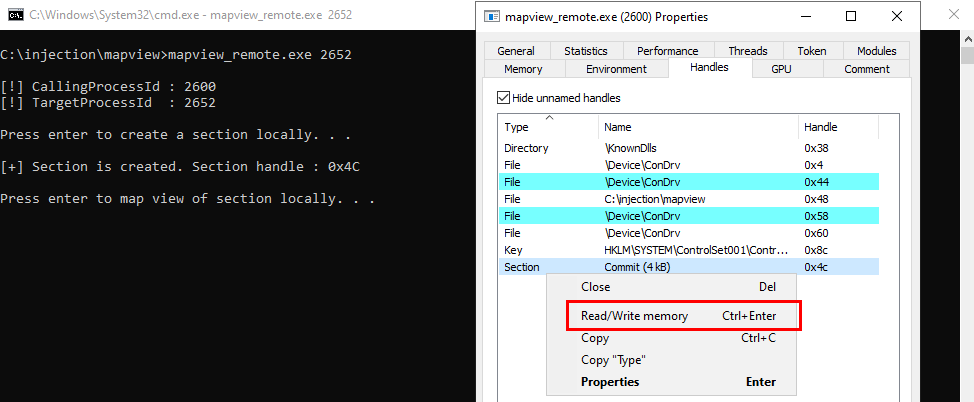 C:\Windows\System32\cmd.exe - mapview_remote.exe 2652
C:\injection\mapview>mapview_remote.exe 2652
[!] CallingProcessId : 2600
[!] TargetProcessId  : 2652
Press enter to create a section locally. . .
[+] Section is created. Section handle : 0x4C
Press enter to map view of section locally. . .
mapview_remote.exe (2600) Properties
General Statistics Performance Threads Token Modules
Memory Environment Handles GPU Comment
Hide unnamed handles
Type Name Handle
Directory \KnownDlls 0x38
File \Device\ConDrv 0x4
File \Device\ConDrv 0x44
File C:\injection\mapview 0x48
File \Device\ConDrv 0x58
File \Device\ConDrv 0x60
Key HKLM\SYSTEM\ControlSet001\Contr... 0x8c
Section Commit (4 kB) 0x4c
Close Del
Read/Write memory Ctrl+Enter
Copy Ctrl+C
Copy "Type"
Properties Enter